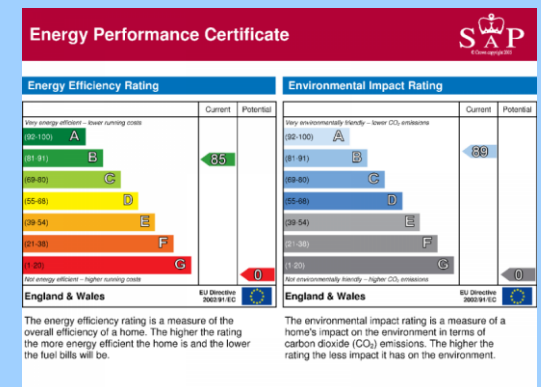 Energy Performance Certificate
SAP
© Crown copyright 2011
Energy Efficiency Rating
Current Potential
Very energy efficient – lower running costs
(92-100) A
(81-91) B 85
(69-80) C
(55-68) D
(39-54) E
(21-38) F
(1-20) G 0
Not energy efficient – higher running costs
England & Wales
EU Directive
2002/91/EC
The energy efficiency rating is a measure of the
overall efficiency of a home. The higher the rating
the more energy efficient the home is and the lower
the fuel bills will be.
Environmental Impact Rating
Current Potential
Very environmentally friendly – lower CO₂ emissions
(92-100) A
(81-91) B 89
(69-80) C
(55-68) D
(39-54) E
(21-38) F
(1-20) G 0
Not environmentally friendly – higher CO₂ emissions
England & Wales
EU Directive
2002/91/EC
The environmental impact rating is a measure of a
home's impact on the environment in terms of
carbon dioxide (CO₂) emissions. The higher the
rating the less impact it has on the environment.